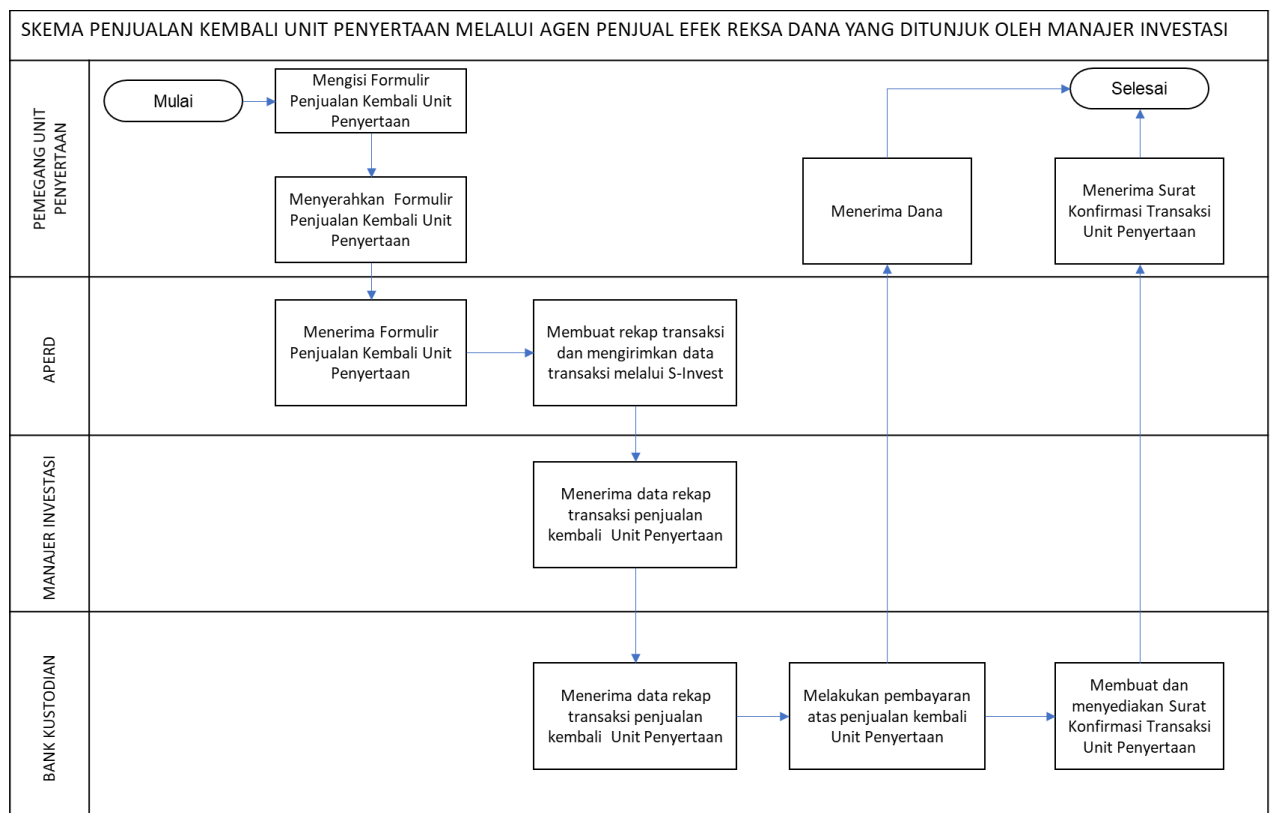 SKEMA PENJUALAN KEMBALI UNIT PENYERTAAN MELALUI AGEN PENJUAL EFEK REKSA DANA YANG DITUNJUK OLEH MANAJER INVESTASI
PEMEGANG UNIT
PENYERTAAN
Mulai
Mengisi Formulir
Penjualan Kembali Unit
Penyertaan
Selesai
Menyerahkan Formulir
Penjualan Kembali Unit
Penyertaan
Menerima Dana
Menerima Surat
Konfirmasi Transaksi
Unit Penyertaan
APERD
Menerima Formulir
Penjualan Kembali Unit
Penyertaan
Membuat rekap transaksi
dan mengirimkan data
transaksi melalui S-Invest
MANAJER INVESTASI
Menerima data rekap
transaksi penjualan
kembali Unit Penyertaan
BANK KUSTODIAN
Menerima data rekap
transaksi penjualan
kembali Unit Penyertaan
Melakukan pembayaran
atas penjualan kembali
Unit Penyertaan
Membuat dan
menyediakan Surat
Konfirmasi Transaksi
Unit Penyertaan